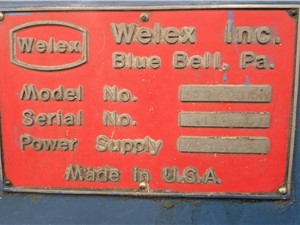 Welex
Welex Inc.
Blue Bell, Pa.
Model No.
Serial No.
Power Supply
Made in U.S.A.